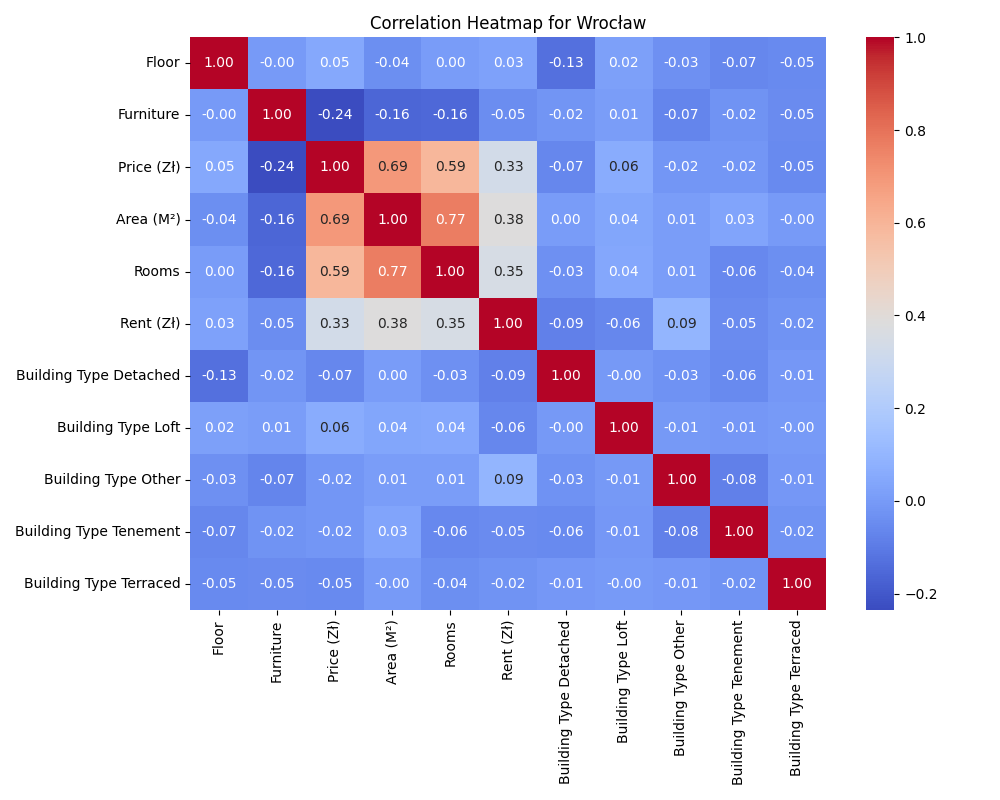 Correlation Heatmap for Wrocław
Floor 1.00 -0.00 0.05 -0.04 0.00 0.03 -0.13 0.02 -0.03 -0.07 -0.05
Furniture -0.00 1.00 -0.24 -0.16 -0.16 -0.05 -0.02 0.01 -0.07 -0.02 -0.05
Price (Zł) 0.05 -0.24 1.00 0.69 0.59 0.33 -0.07 0.06 -0.02 -0.02 -0.05
Area (M²) -0.04 -0.16 0.69 1.00 0.77 0.38 0.00 0.04 0.01 0.03 -0.00
Rooms 0.00 -0.16 0.59 0.77 1.00 0.35 -0.03 0.04 0.01 -0.06 -0.04
Rent (Zł) 0.03 -0.05 0.33 0.38 0.35 1.00 -0.09 -0.06 0.09 -0.05 -0.02
Building Type Detached -0.13 -0.02 -0.07 0.00 -0.03 -0.09 1.00 -0.00 -0.03 -0.06 -0.01
Building Type Loft 0.02 0.01 0.06 0.04 0.04 -0.06 -0.00 1.00 -0.01 -0.01 -0.00
Building Type Other -0.03 -0.07 -0.02 0.01 0.01 0.09 -0.03 -0.01 1.00 -0.08 -0.01
Building Type Tenement -0.07 -0.02 -0.02 0.03 -0.06 -0.05 -0.06 -0.01 -0.08 1.00 -0.02
Building Type Terraced -0.05 -0.05 -0.05 -0.00 -0.04 -0.02 -0.01 -0.00 -0.01 -0.02 1.00
Floor
Furniture
Price (Zł)
Area (M²)
Rooms
Rent (Zł)
Building Type Detached
Building Type Loft
Building Type Other
Building Type Tenement
Building Type Terraced
1.0
0.8
0.6
0.4
0.2
0.0
−0.2